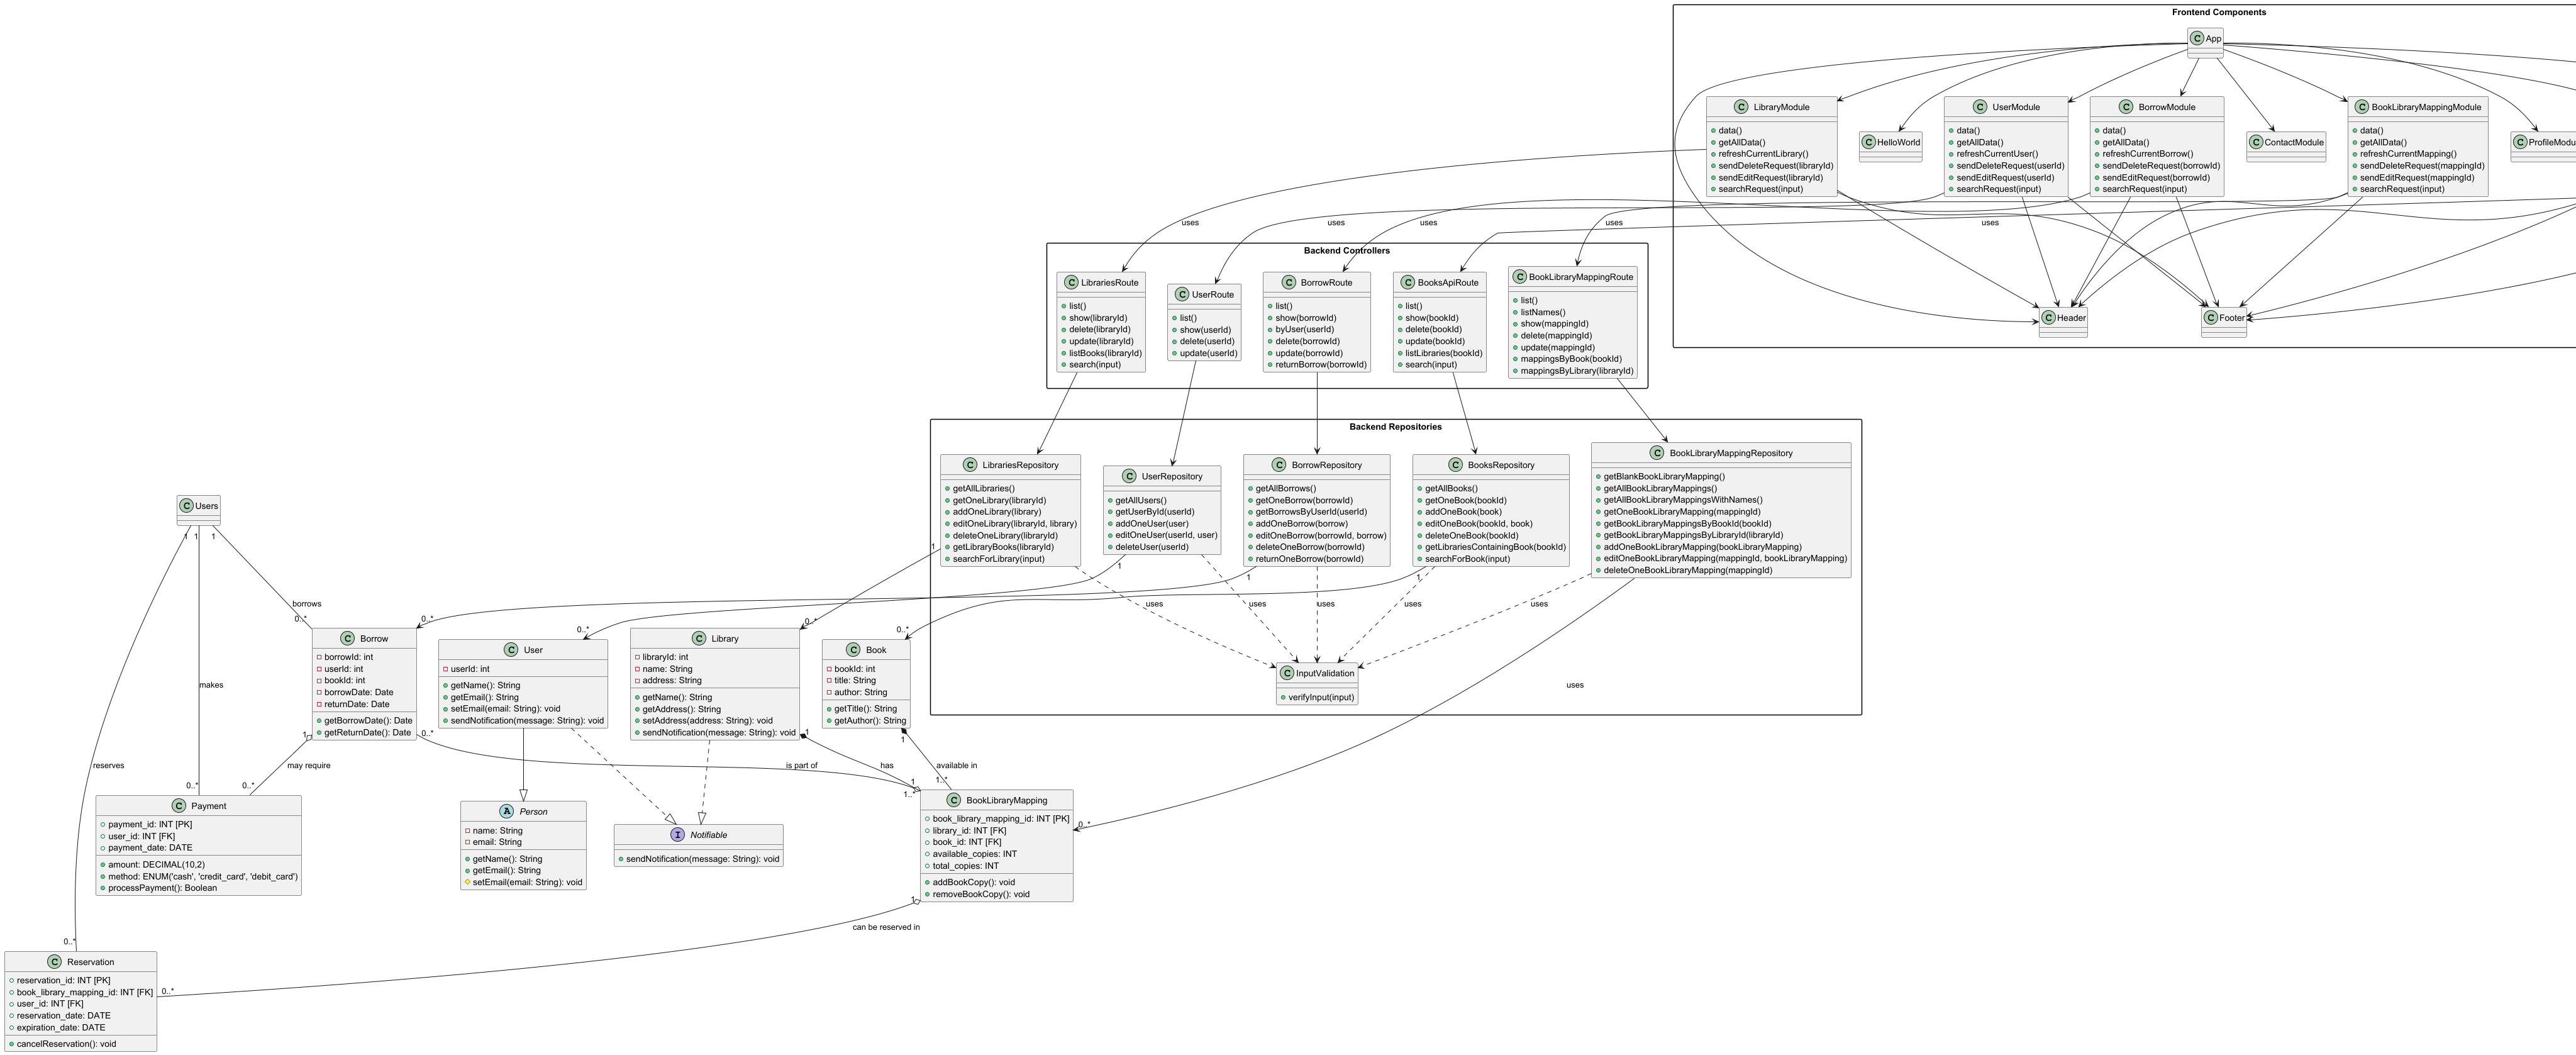 Frontend Components
C App
C LibraryModule
+ data()
+ getAllData()
+ refreshCurrentLibrary()
+ sendDeleteRequest(libraryId)
+ sendEditRequest(libraryId)
+ searchRequest(input)
C HelloWorld
C UserModule
+ data()
+ getAllData()
+ refreshCurrentUser()
+ sendDeleteRequest(userId)
+ sendEditRequest(userId)
+ searchRequest(input)
C BorrowModule
+ data()
+ getAllData()
+ refreshCurrentBorrow()
+ sendDeleteRequest(borrowId)
+ sendEditRequest(borrowId)
+ searchRequest(input)
C ContactModule
C BookLibraryMappingModule
+ data()
+ getAllData()
+ refreshCurrentMapping()
+ sendDeleteRequest(mappingId)
+ sendEditRequest(mappingId)
+ searchRequest(input)
C ProfileModu
uses
uses
uses
uses
uses
Backend Controllers
C LibrariesRoute
+ list()
+ show(libraryId)
+ delete(libraryId)
+ update(libraryId)
+ listBooks(libraryId)
+ search(input)
C UserRoute
+ list()
+ show(userId)
+ delete(userId)
+ update(userId)
C BorrowRoute
+ list()
+ show(borrowId)
+ byUser(userId)
+ delete(borrowId)
+ update(borrowId)
+ returnBorrow(borrowId)
C BooksApiRoute
+ list()
+ show(bookId)
+ delete(bookId)
+ update(bookId)
+ listLibraries(bookId)
+ search(input)
C BookLibraryMappingRoute
+ list()
+ listNames()
+ show(mappingId)
+ delete(mappingId)
+ update(mappingId)
+ mappingsByBook(bookId)
+ mappingsByLibrary(libraryId)
C Header
C Footer
Backend Repositories
C LibrariesRepository
+ getAllLibraries()
+ getOneLibrary(libraryId)
+ addOneLibrary(library)
+ editOneLibrary(libraryId, library)
+ deleteOneLibrary(libraryId)
+ getLibraryBooks(libraryId)
+ searchForLibrary(input)
C UserRepository
+ getAllUsers()
+ getUserById(userId)
+ addOneUser(user)
+ editOneUser(userId, user)
+ deleteUser(userId)
C BorrowRepository
+ getAllBorrows()
+ getOneBorrow(borrowId)
+ getBorrowsByUserId(userId)
+ addOneBorrow(borrow)
+ editOneBorrow(borrowId, borrow)
+ deleteOneBorrow(borrowId)
+ returnOneBorrow(borrowId)
C BooksRepository
+ getAllBooks()
+ getOneBook(bookId)
+ addOneBook(book)
+ editOneBook(bookId, book)
+ deleteOneBook(bookId)
+ getLibrariesContainingBook(bookId)
+ searchForBook(input)
C BookLibraryMappingRepository
+ getBlankBookLibraryMapping()
+ getAllBookLibraryMappings()
+ getAllBookLibraryMappingsWithNames()
+ getOneBookLibraryMapping(mappingId)
+ getBookLibraryMappingsByBookId(bookId)
+ getBookLibraryMappingsByLibraryId(libraryId)
+ addOneBookLibraryMapping(bookLibraryMapping)
+ editOneBookLibraryMapping(mappingId, bookLibraryMapping)
+ deleteOneBookLibraryMapping(mappingId)
C Users
1
1
1
1
1
1
1
borrows
uses
uses
uses
uses
uses
0..*
0..*
0..*
0..*
0..*
C Borrow
borrowId: int
userId: int
bookId: int
borrowDate: Date
returnDate: Date
+ getBorrowDate(): Date
+ getReturnDate(): Date
C User
userId: int
+ getName(): String
+ getEmail(): String
+ setEmail(email: String): void
+ sendNotification(message: String): void
C Library
libraryId: int
name: String
address: String
+ getName(): String
+ getAddress(): String
+ setAddress(address: String): void
+ sendNotification(message: String): void
C Book
bookId: int
title: String
author: String
+ getTitle(): String
+ getAuthor(): String
C InputValidation
+ verifyInput(input)
makes
uses
1
0..*
1
1
reserves
may require
is part of
has
available in
0..*
0..*
1
1..*
1..*
C Payment
payment_id: INT [PK]
user_id: INT [FK]
payment_date: DATE
+ amount: DECIMAL(10,2)
+ method: ENUM('cash', 'credit_card', 'debit_card')
+ processPayment(): Boolean
A Person
name: String
email: String
+ getName(): String
+ getEmail(): String
setEmail(email: String): void
I Notifiable
+ sendNotification(message: String): void
C BookLibraryMapping
book_library_mapping_id: INT [PK]
library_id: INT [FK]
book_id: INT [FK]
available_copies: INT
total_copies: INT
+ addBookCopy(): void
+ removeBookCopy(): void
0..*
1
can be reserved in
0..*
0..*
C Reservation
reservation_id: INT [PK]
book_library_mapping_id: INT [FK]
user_id: INT [FK]
reservation_date: DATE
expiration_date: DATE
+ cancelReservation(): void